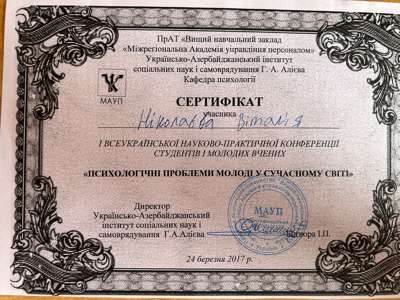 ПрАТ «Вищий навчальний заклад
«Міжрегіональна Академія управління персоналом»
Українсько-Азербайджанський інститут
соціальних наук і самоврядування Г. А. Алієва
Кафедра психології
МАУП
СЕРТИФІКАТ
учасника
Віталія
І ВСЕУКРАЇНСЬКОЇ НАУКОВО-ПРАКТИЧНОЇ КОНФЕРЕНЦІЇ
СТУДЕНТІВ І МОЛОДИХ ВЧЕНИХ
«ПСИХОЛОГІЧНІ ПРОБЛЕМИ МОЛОДІ У СУЧАСНОМУ СВІТІ»
Директор
Українсько-Азербайджанський
інститут соціальних наук і
самоврядування Г.А.Алієва
МАУП
І.П.
24 березня 2017 р.